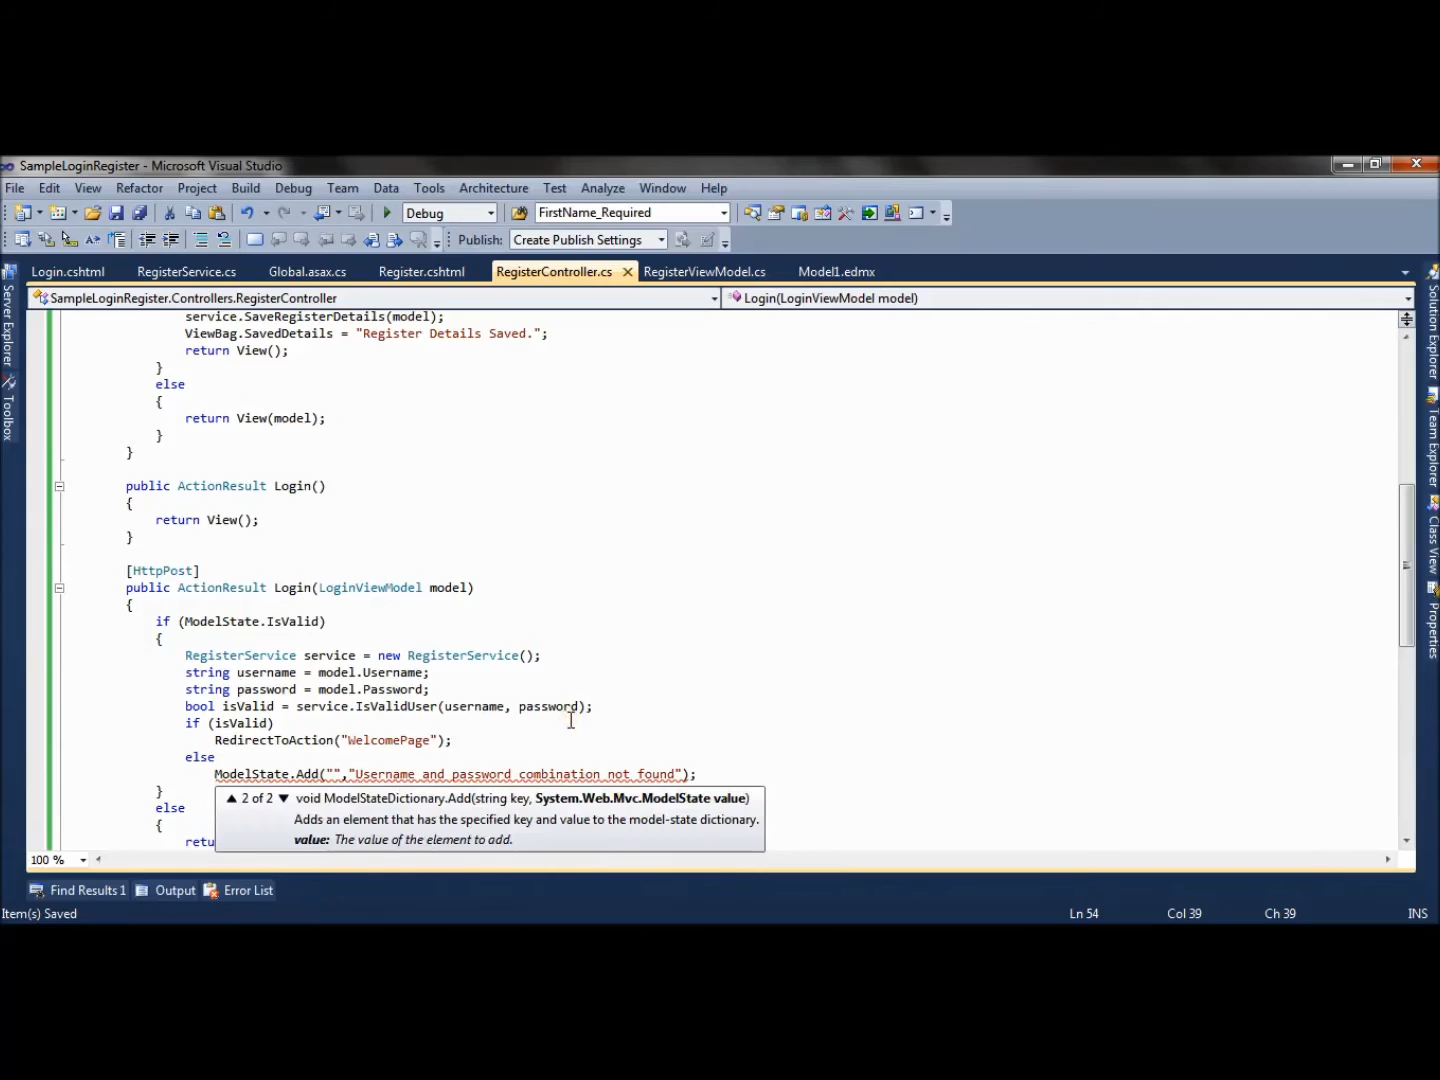 SampleLoginRegister - Microsoft Visual Studio
File Edit View Refactor Project Build Debug Team Data Tools Architecture Test Analyze Window Help
Debug FirstName_Required
Publish: Create Publish Settings
Login.cshtml RegisterService.cs Global.asax.cs Register.cshtml RegisterController.cs RegisterViewModel.cs Model1.edmx
SampleLoginRegister.Controllers.RegisterController Login(LoginViewModel model)
service.SaveRegisterDetails(model);
ViewBag.SavedDetails = "Register Details Saved.";
return View();
}
else
{
return View(model);
}
}
public ActionResult Login()
{
return View();
}
[HttpPost]
public ActionResult Login(LoginViewModel model)
{
if (ModelState.IsValid)
{
RegisterService service = new RegisterService();
string username = model.Username;
string password = model.Password;
bool isValid = service.IsValidUser(username, password);
if (isValid)
RedirectToAction("WelcomePage");
else
ModelState.Add("","Username and password combination not found");
}
else
{
retu
2 of 2 void ModelStateDictionary.Add(string key, System.Web.Mvc.ModelState value)
Adds an element that has the specified key and value to the model-state dictionary.
value: The value of the element to add.
100 %
Find Results 1 Output Error List
Item(s) Saved Ln 54 Col 39 Ch 39 INS
Server Explorer
Toolbox
Solution Explorer
Team Explorer
Class View
Properties